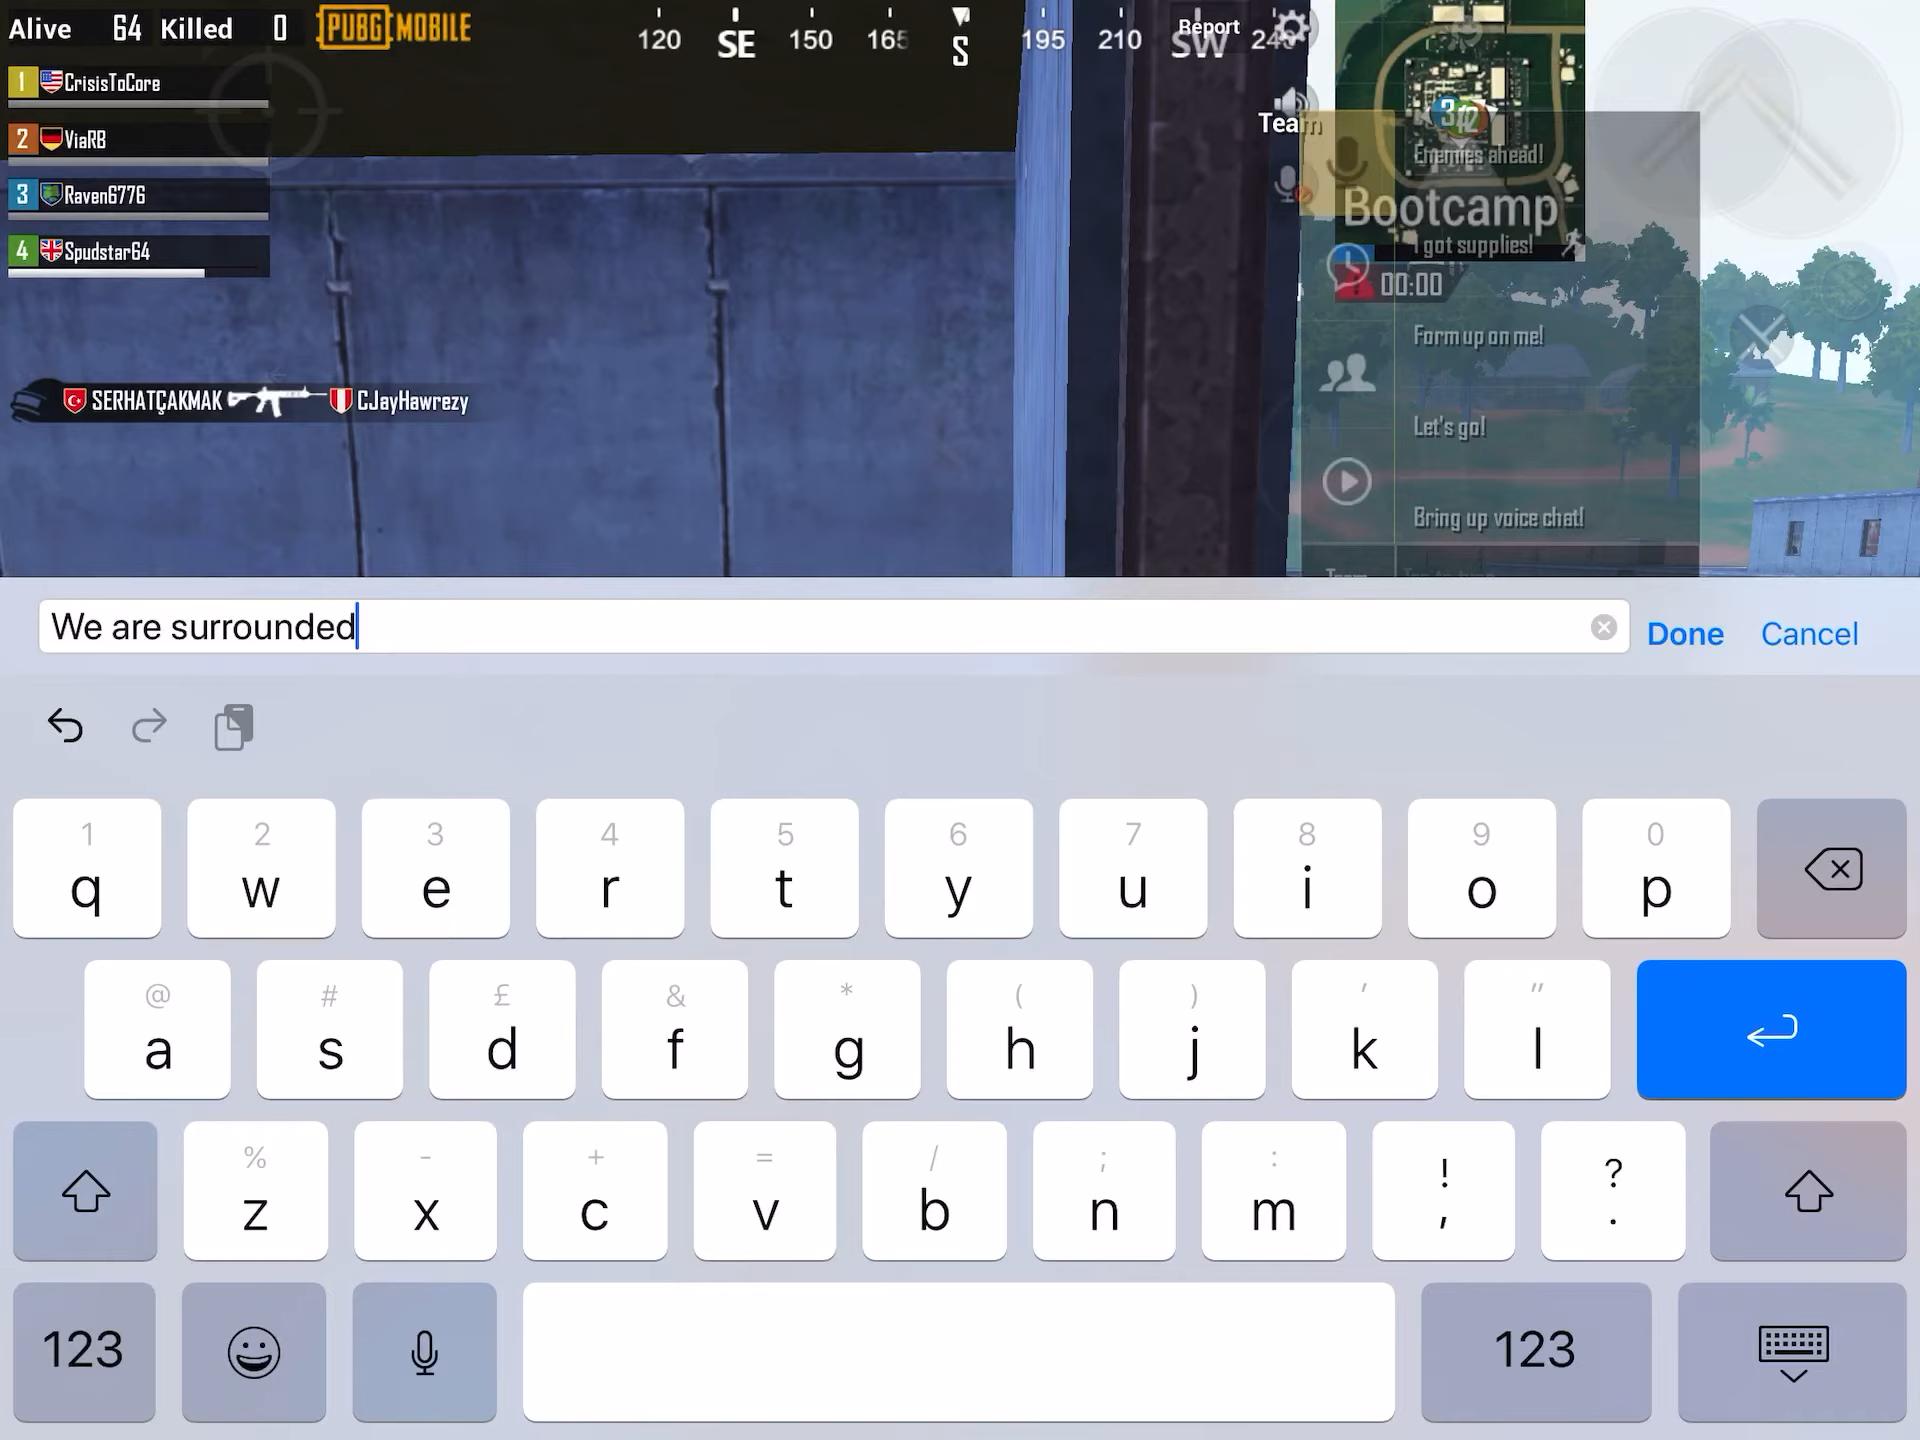 Alive 64 Killed 0 PUBG MOBILE
120 SE 150 165 S 195 210 SW 240
Report
1 CrisisToCore
2 ViaRB
3 Raven6776
4 Spudstar64
SERHATÇAKMAK CJayHawrezy
Team
3 2
Enemies ahead!
Bootcamp
I got supplies!
00:00
Form up on me!
Let's go!
Bring up voice chat!
We are surrounded
Done Cancel
1 2 3 4 5 6 7 8 9 0
q w e r t y u i o p
@ # £ & * ( ) ' "
a s d f g h j k l
% - + = / ; : ! ?
z x c v b n m , .
123 123